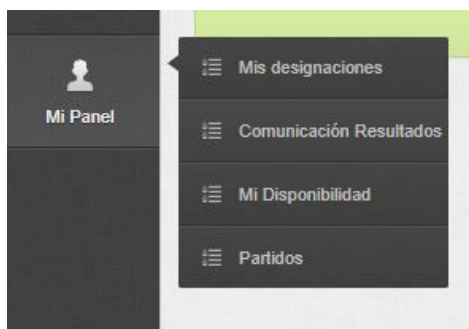 Mi Panel
Mis designaciones
Comunicación Resultados
Mi Disponibilidad
Partidos